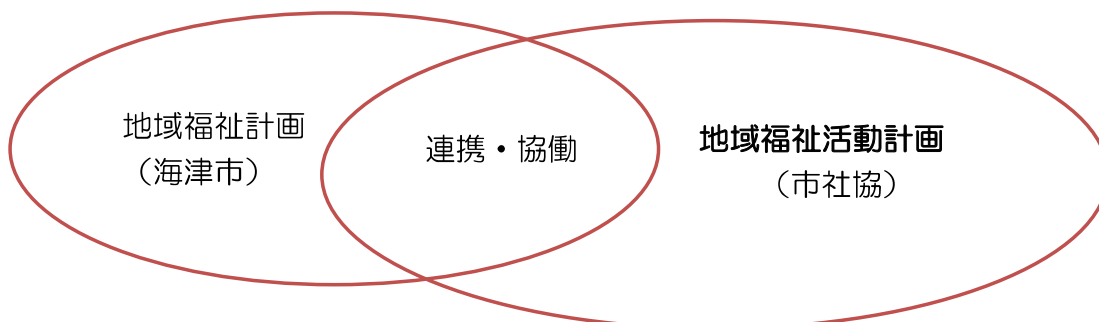 地域福祉計画
（海津市）
連携・協働
地域福祉活動計画
（市社協）